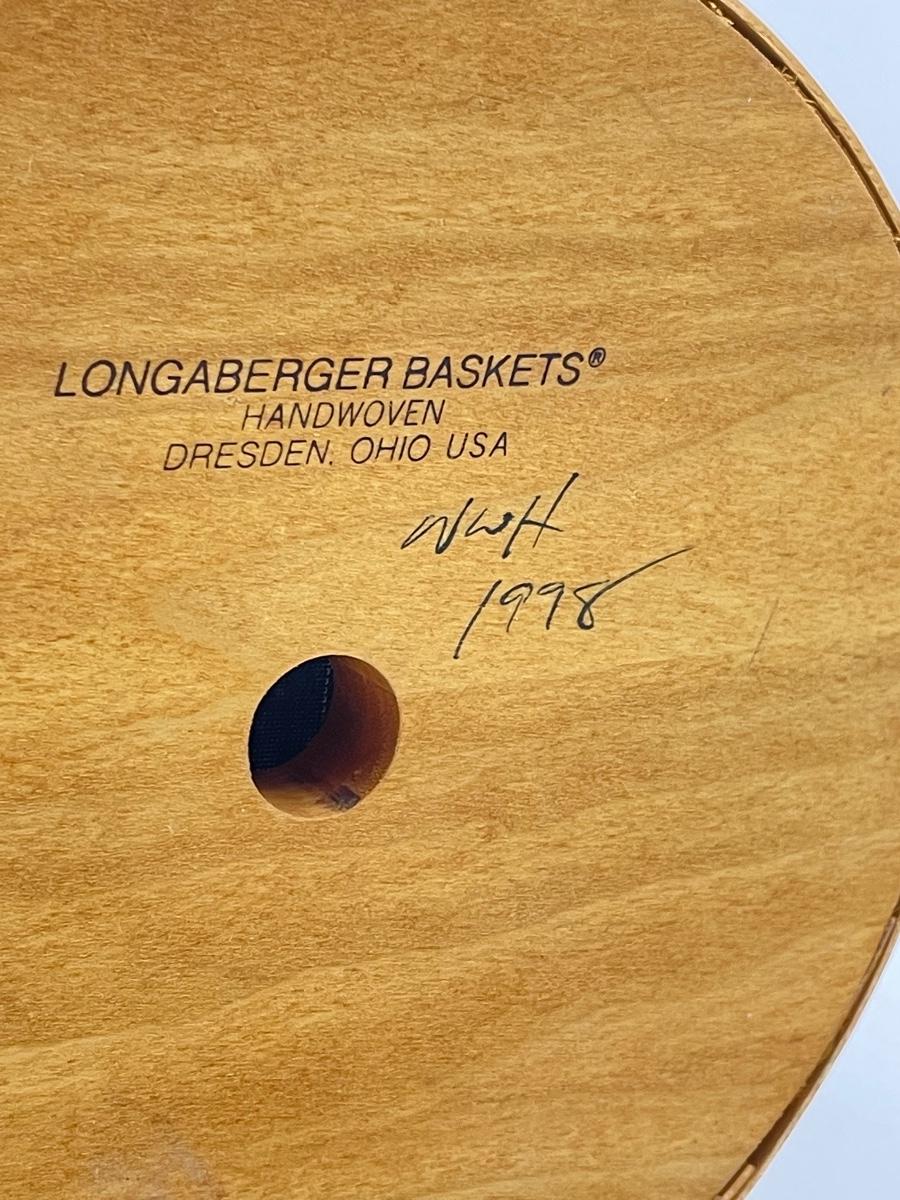 LONGABERGER BASKETS®
HANDWOVEN
DRESDEN, OHIO USA
NWH
1998